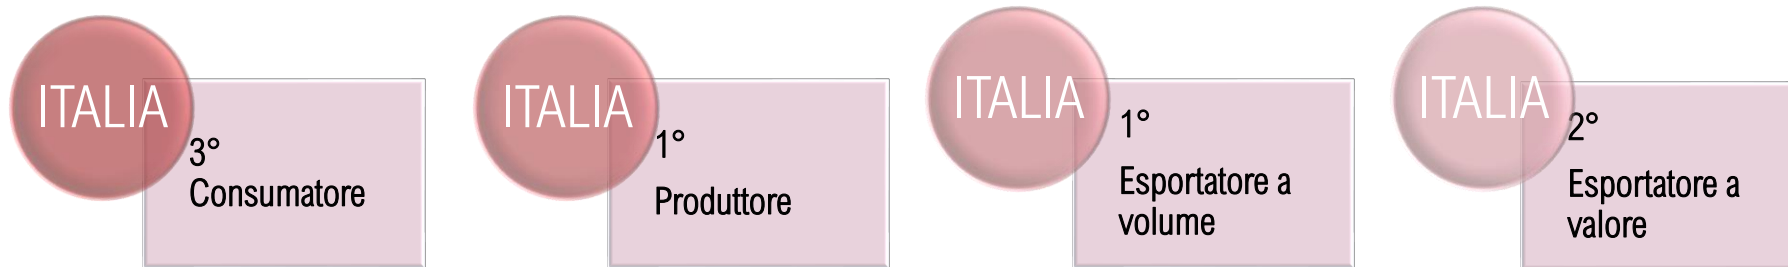 ITALIA
3°
Consumatore
ITALIA
1°
Produttore
ITALIA
1°
Esportatore a
volume
ITALIA
2°
Esportatore a
valore